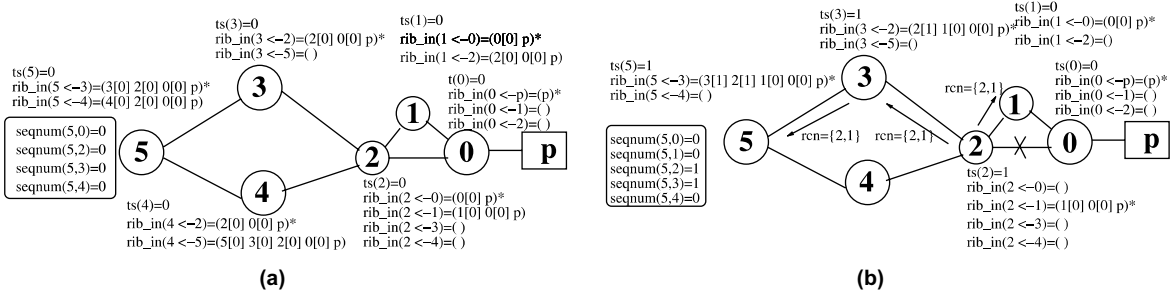 ts(3)=0
rib_in(3 <-2)=(2[0] 0[0] p)*
rib_in(3 <-5)=( )
ts(1)=0
rib_in(1 <-0)=(0[0] p)*
rib_in(1 <-2)=(2[0] 0[0] p)
ts(5)=0
rib_in(5 <-3)=(3[0] 2[0] 0[0] p)*
rib_in(5 <-4)=(4[0] 2[0] 0[0] p)
t(0)=0
rib_in(0 <-p)=(p)*
rib_in(0 <-1)=( )
rib_in(0 <-2)=( )
seqnum(5,0)=0
seqnum(5,2)=0
seqnum(5,3)=0
seqnum(5,4)=0
3
1
5
2
0
p
4
ts(4)=0
rib_in(4 <-2)=(2[0] 0[0] p)*
rib_in(4 <-5)=(5[0] 3[0] 2[0] 0[0] p)
ts(2)=0
rib_in(2 <-0)=(0[0] p)*
rib_in(2 <-1)=(1[0] 0[0] p)
rib_in(2 <-3)=( )
rib_in(2 <-4)=( )
(a)
ts(3)=1
rib_in(3 <-2)=(2[1] 1[0] 0[0] p)*
rib_in(3 <-5)=()
ts(1)=0
rib_in(1 <-0)=(0[0] p)*
rib_in(1 <-2)=()
ts(5)=1
rib_in(5 <-3)=(3[1] 2[1] 1[0] 0[0] p)*
rib_in(5 <-4)=( )
ts(0)=0
rib_in(0 <-p)=(p)*
rib_in(0 <-1)=( )
rib_in(0 <-2)=( )
seqnum(5,0)=0
seqnum(5,1)=0
seqnum(5,2)=1
seqnum(5,3)=1
seqnum(5,4)=0
3
rcn={2,1}
1
rcn={2,1}
rcn={2,1}
5
2
0
p
4
ts(2)=1
rib_in(2 <-0)=( )
rib_in(2 <-1)=(1[0] 0[0] p)*
rib_in(2 <-3)=( )
rib_in(2 <-4)=( )
(b)